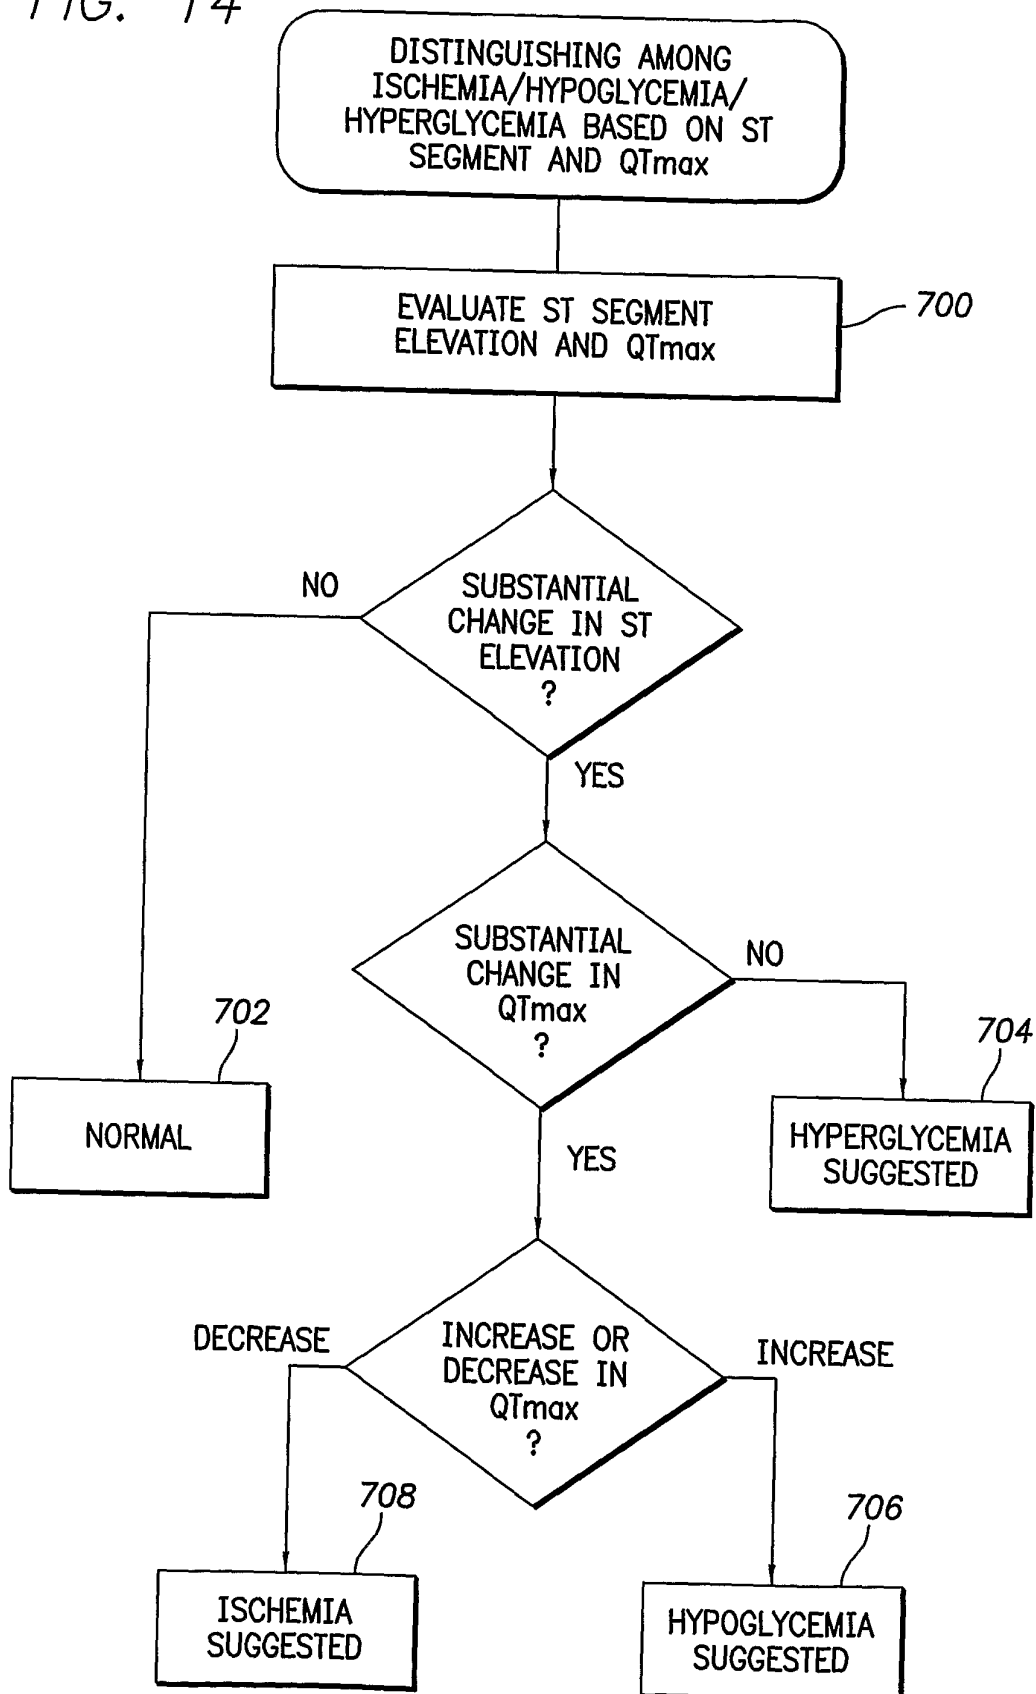 FIG. 14
DISTINGUISHING AMONG
ISCHEMIA/HYPOGLYCEMIA/
HYPERGLYCEMIA BASED ON ST
SEGMENT AND QTmax
EVALUATE ST SEGMENT
ELEVATION AND QTmax
700
NO
SUBSTANTIAL
CHANGE IN ST
ELEVATION
?
YES
SUBSTANTIAL
CHANGE IN
QTmax
?
NO
702
NORMAL
704
HYPERGLYCEMIA
SUGGESTED
YES
DECREASE
INCREASE OR
DECREASE IN
QTmax
?
INCREASE
708
ISCHEMIA
SUGGESTED
706
HYPOGLYCEMIA
SUGGESTED